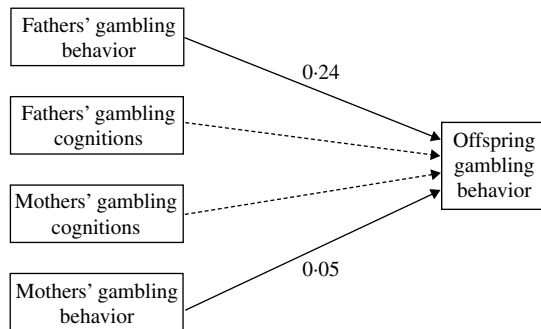 Fathers' gambling
behavior
0·24
Fathers' gambling
cognitions
Offspring
gambling
behavior
Mothers' gambling
cognitions
0·05
Mothers' gambling
behavior